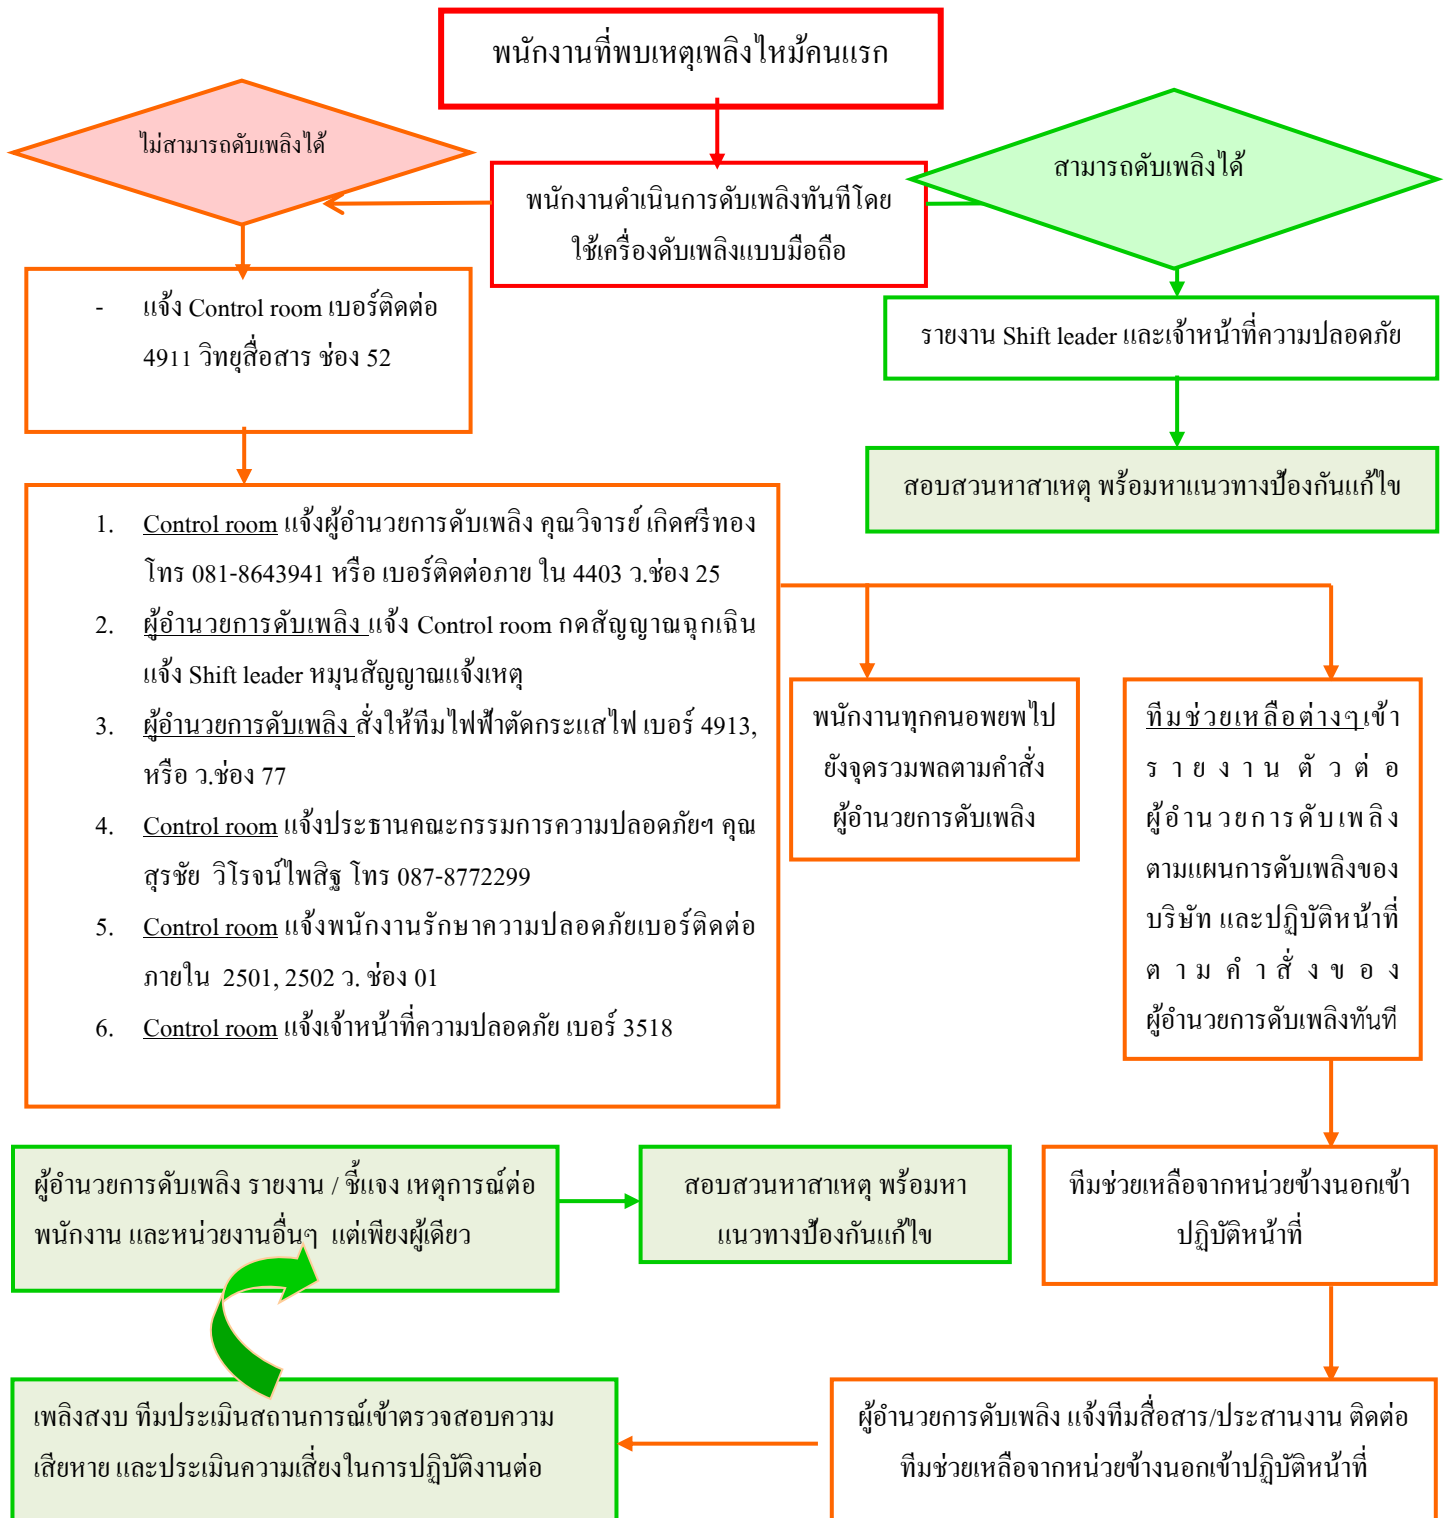 พนักงานที่พบเหตุเพลิงไหม้คนแรก
ไม่สามารถดับเพลิงได้
สามารถดับเพลิงได้
พนักงานดำเนินการดับเพลิงทันทีโดย
ใช้เครื่องดับเพลิงแบบมือถือ
- แจ้ง Control room เบอร์ติดต่อ
4911 วิทยุสื่อสาร ช่อง 52
รายงาน Shift leader และเจ้าหน้าที่ความปลอดภัย
สอบสวนหาสาเหตุ พร้อมหาแนวทางป้องกันแก้ไข
1. Control room แจ้งผู้อำนวยการดับเพลิง คุณวิจารย์ เกิดศรีทอง
โทร 081-8643941 หรือ เบอร์ติดต่อภาย ใน 4403 ว.ช่อง 25
2. ผู้อำนวยการดับเพลิง แจ้ง Control room กดสัญญาณฉุกเฉิน
แจ้ง Shift leader หมุนสัญญาณแจ้งเหตุ
3. ผู้อำนวยการดับเพลิง สั่งให้ทีมไฟฟ้าตัดกระแสไฟ เบอร์ 4913,
หรือ ว.ช่อง 77
4. Control room แจ้งประธานคณะกรรมการความปลอดภัยฯ คุณ
สุรชัย วิโรจน์ไพสิฐ โทร 087-8772299
5. Control room แจ้งพนักงานรักษาความปลอดภัยเบอร์ติดต่อ
ภายใน 2501, 2502 ว. ช่อง 01
6. Control room แจ้งเจ้าหน้าที่ความปลอดภัย เบอร์ 3518
พนักงานทุกคนอพยพไป
ยังจุดรวมพลตามคำสั่ง
ผู้อำนวยการดับเพลิง
ทีมช่วยเหลือต่างๆเข้า
รายงานตัวต่อ
ผู้อำนวยการดับเพลิง
ตามแผนการดับเพลิงของ
บริษัท และปฏิบัติหน้าที่
ตามคำสั่งของ
ผู้อำนวยการดับเพลิงทันที
ผู้อำนวยการดับเพลิง รายงาน / ชี้แจง เหตุการณ์ต่อ
พนักงาน และหน่วยงานอื่นๆ แต่เพียงผู้เดียว
สอบสวนหาสาเหตุ พร้อมหา
แนวทางป้องกันแก้ไข
ทีมช่วยเหลือจากหน่วยข้างนอกเข้า
ปฏิบัติหน้าที่
เพลิงสงบ ทีมประเมินสถานการณ์เข้าตรวจสอบความ
เสียหาย และประเมินความเสี่ยงในการปฏิบัติงานต่อ
ผู้อำนวยการดับเพลิง แจ้งทีมสื่อสาร/ประสานงาน ติดต่อ
ทีมช่วยเหลือจากหน่วยข้างนอกเข้าปฏิบัติหน้าที่